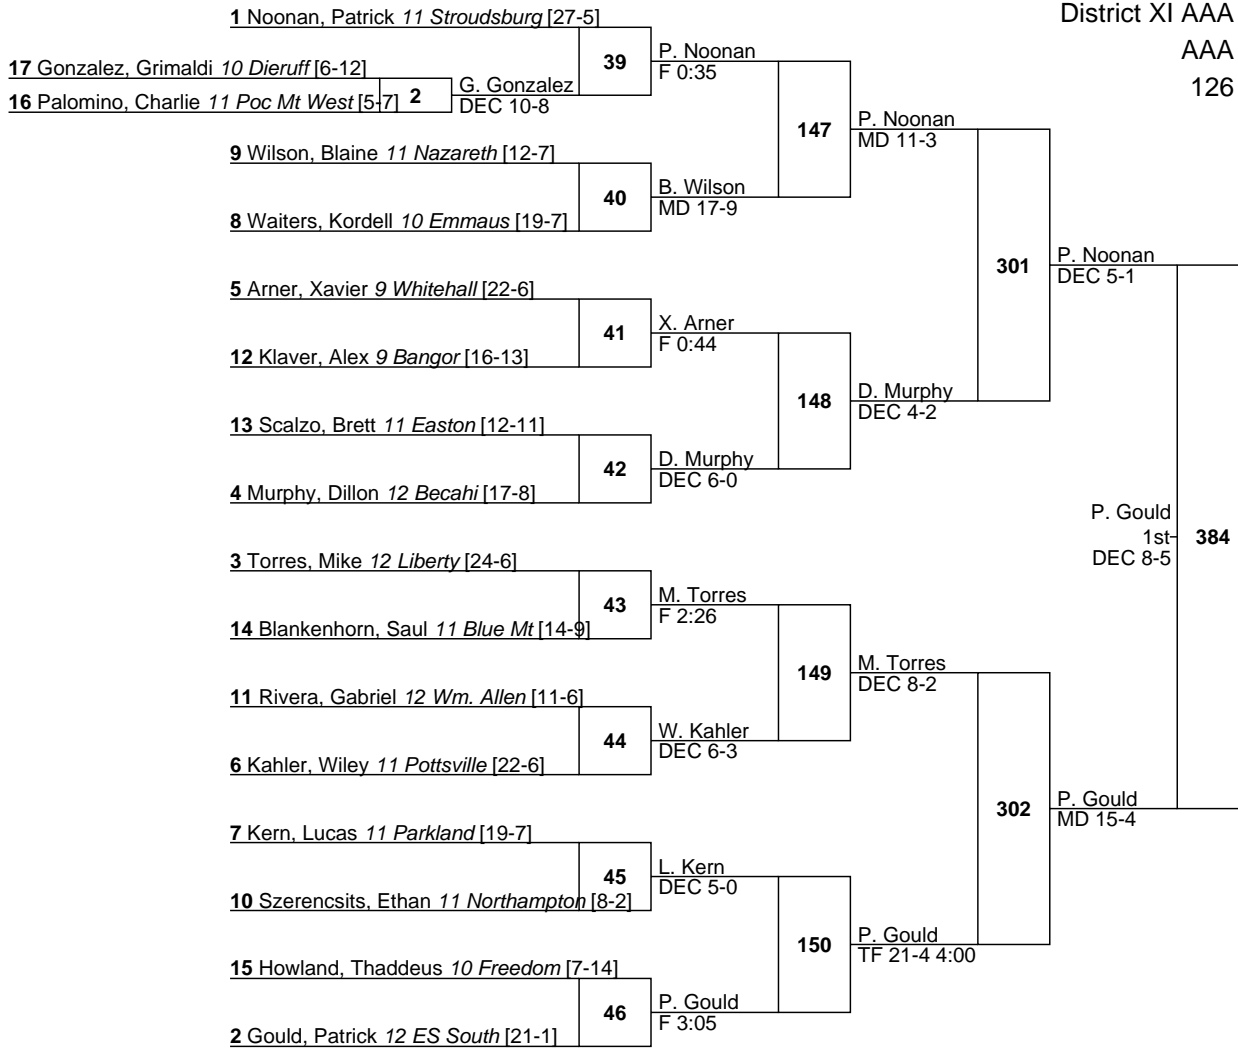 District XI AAA
AAA
126
1 Noonan, Patrick 11 Stroudsburg [27-5]
39
P. Noonan
F 0:35
17 Gonzalez, Grimaldi 10 Dieruff [6-12]
2
G. Gonzalez
DEC 10-8
16 Palomino, Charlie 11 Poc Mt West [5-7]
147
P. Noonan
MD 11-3
9 Wilson, Blaine 11 Nazareth [12-7]
40
B. Wilson
MD 17-9
8 Waiters, Kordell 10 Emmaus [19-7]
301
P. Noonan
DEC 5-1
5 Arner, Xavier 9 Whitehall [22-6]
41
X. Arner
F 0:44
12 Klaver, Alex 9 Bangor [16-13]
148
D. Murphy
DEC 4-2
13 Scalzo, Brett 11 Easton [12-11]
42
D. Murphy
DEC 6-0
4 Murphy, Dillon 12 Becahi [17-8]
P. Gould
1st
DEC 8-5
384
3 Torres, Mike 12 Liberty [24-6]
43
M. Torres
F 2:26
14 Blankenhorn, Saul 11 Blue Mt [14-9]
149
M. Torres
DEC 8-2
11 Rivera, Gabriel 12 Wm. Allen [11-6]
44
W. Kahler
DEC 6-3
6 Kahler, Wiley 11 Pottsville [22-6]
302
P. Gould
MD 15-4
7 Kern, Lucas 11 Parkland [19-7]
45
L. Kern
DEC 5-0
10 Szerencsits, Ethan 11 Northampton [8-2]
150
P. Gould
TF 21-4 4:00
15 Howland, Thaddeus 10 Freedom [7-14]
46
P. Gould
F 3:05
2 Gould, Patrick 12 ES South [21-1]